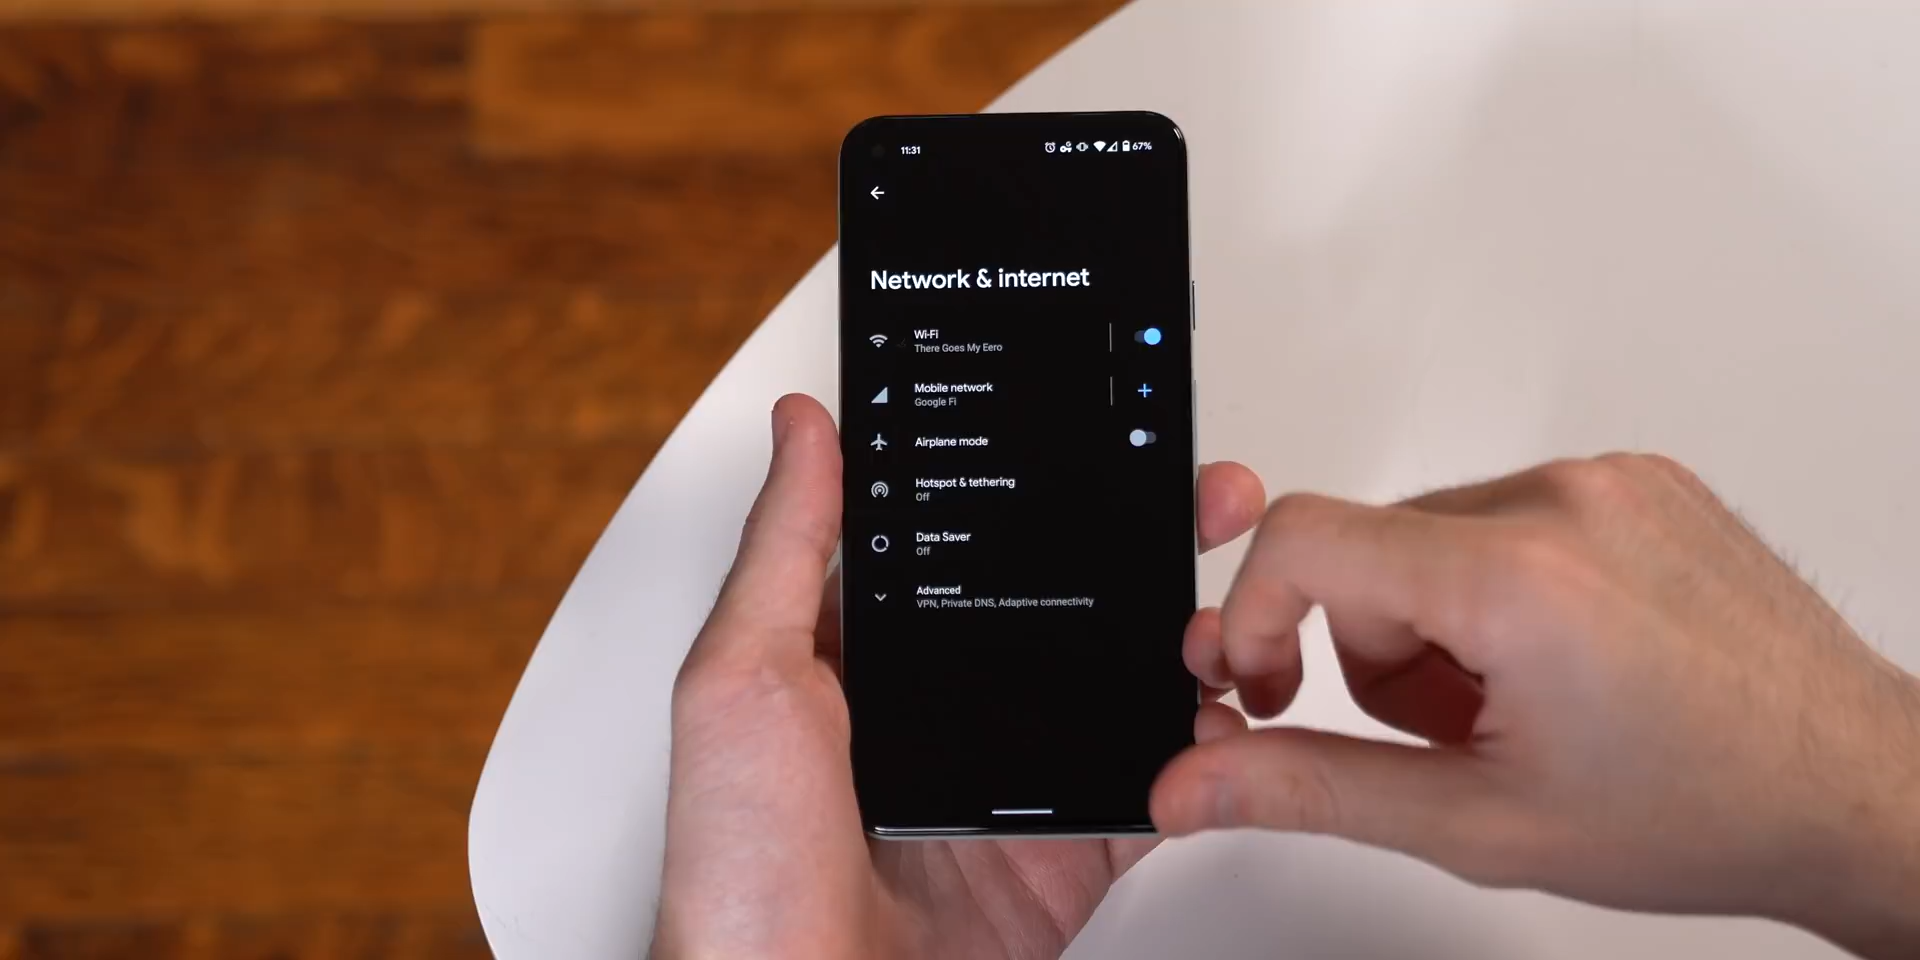 11:31
67%
Network & internet
Wi-Fi
There Goes My Eero
Mobile network
Google Fi
Airplane mode
Hotspot & tethering
Off
Data Saver
Off
Advanced
VPN, Private DNS, Adaptive connectivity